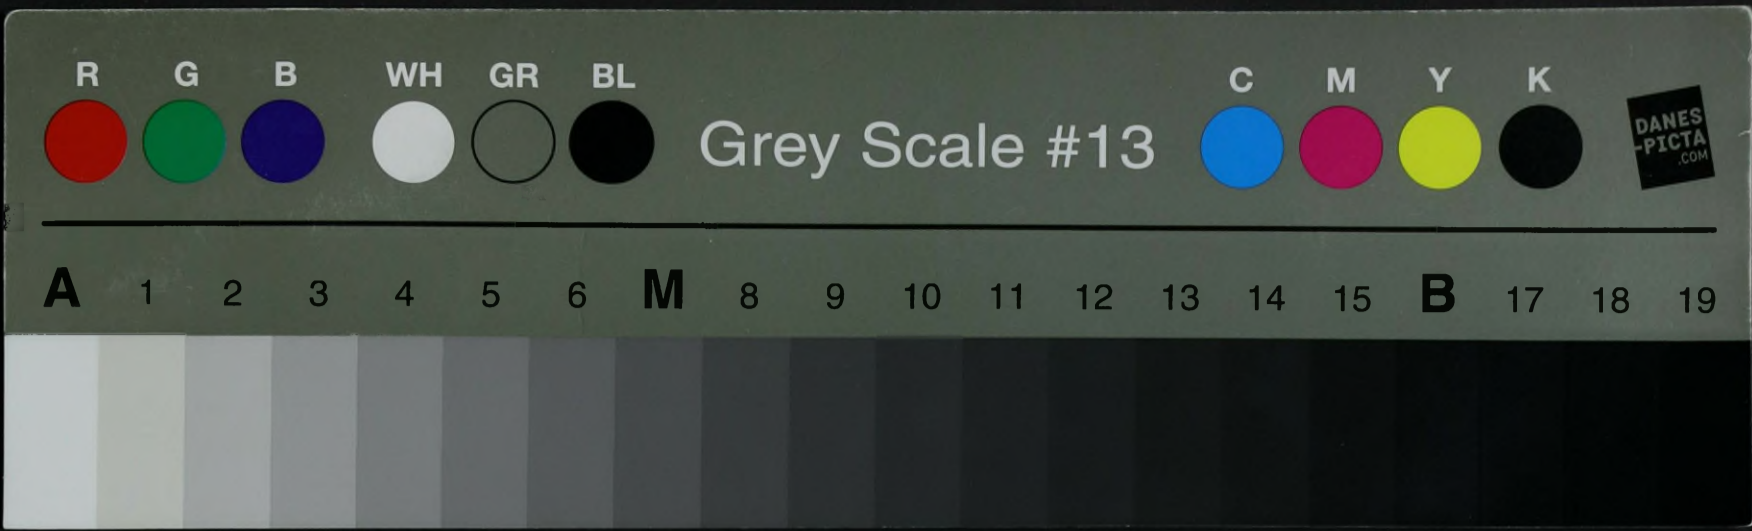 R G B WH GR BL
Grey Scale #13
C M Y K
DANES
-PICTA
.COM
A 1 2 3 4 5 6 M 8 9 10 11 12 13 14 15 B 17 18 19